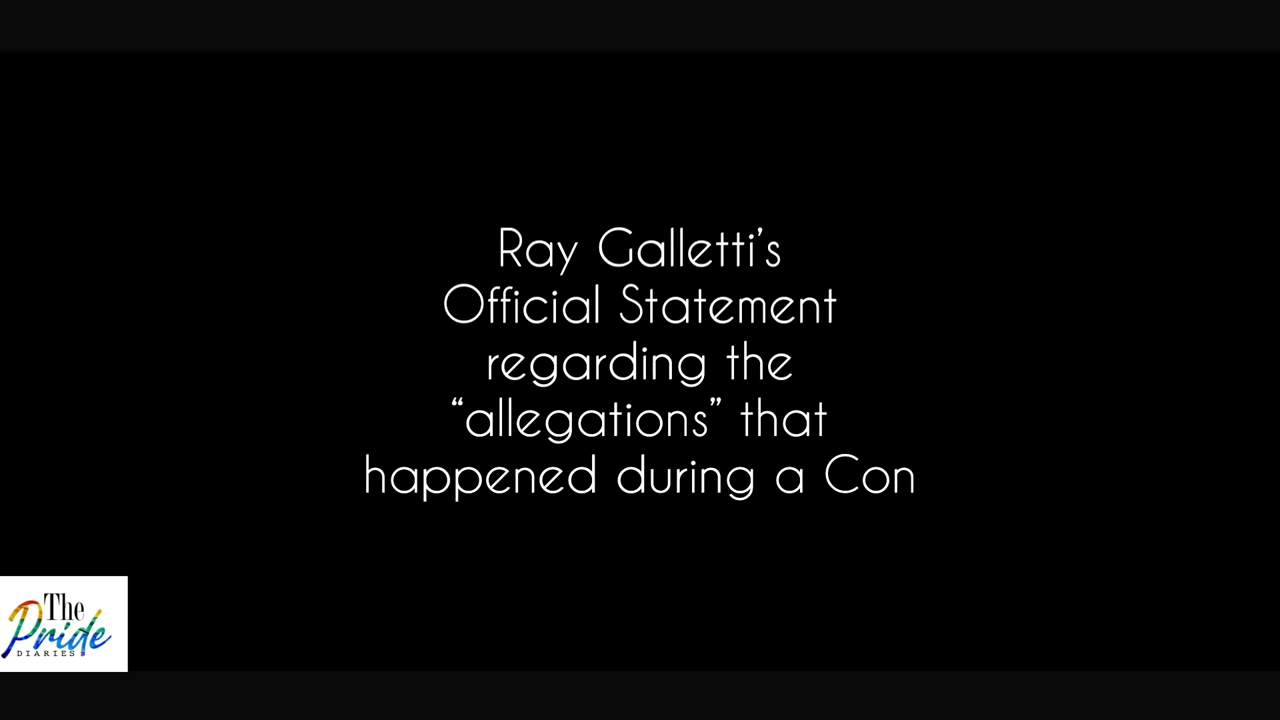 Ray Galletti’s
Official Statement
regarding the
“allegations” that
happened during a Con
The
Pride
DIARIES